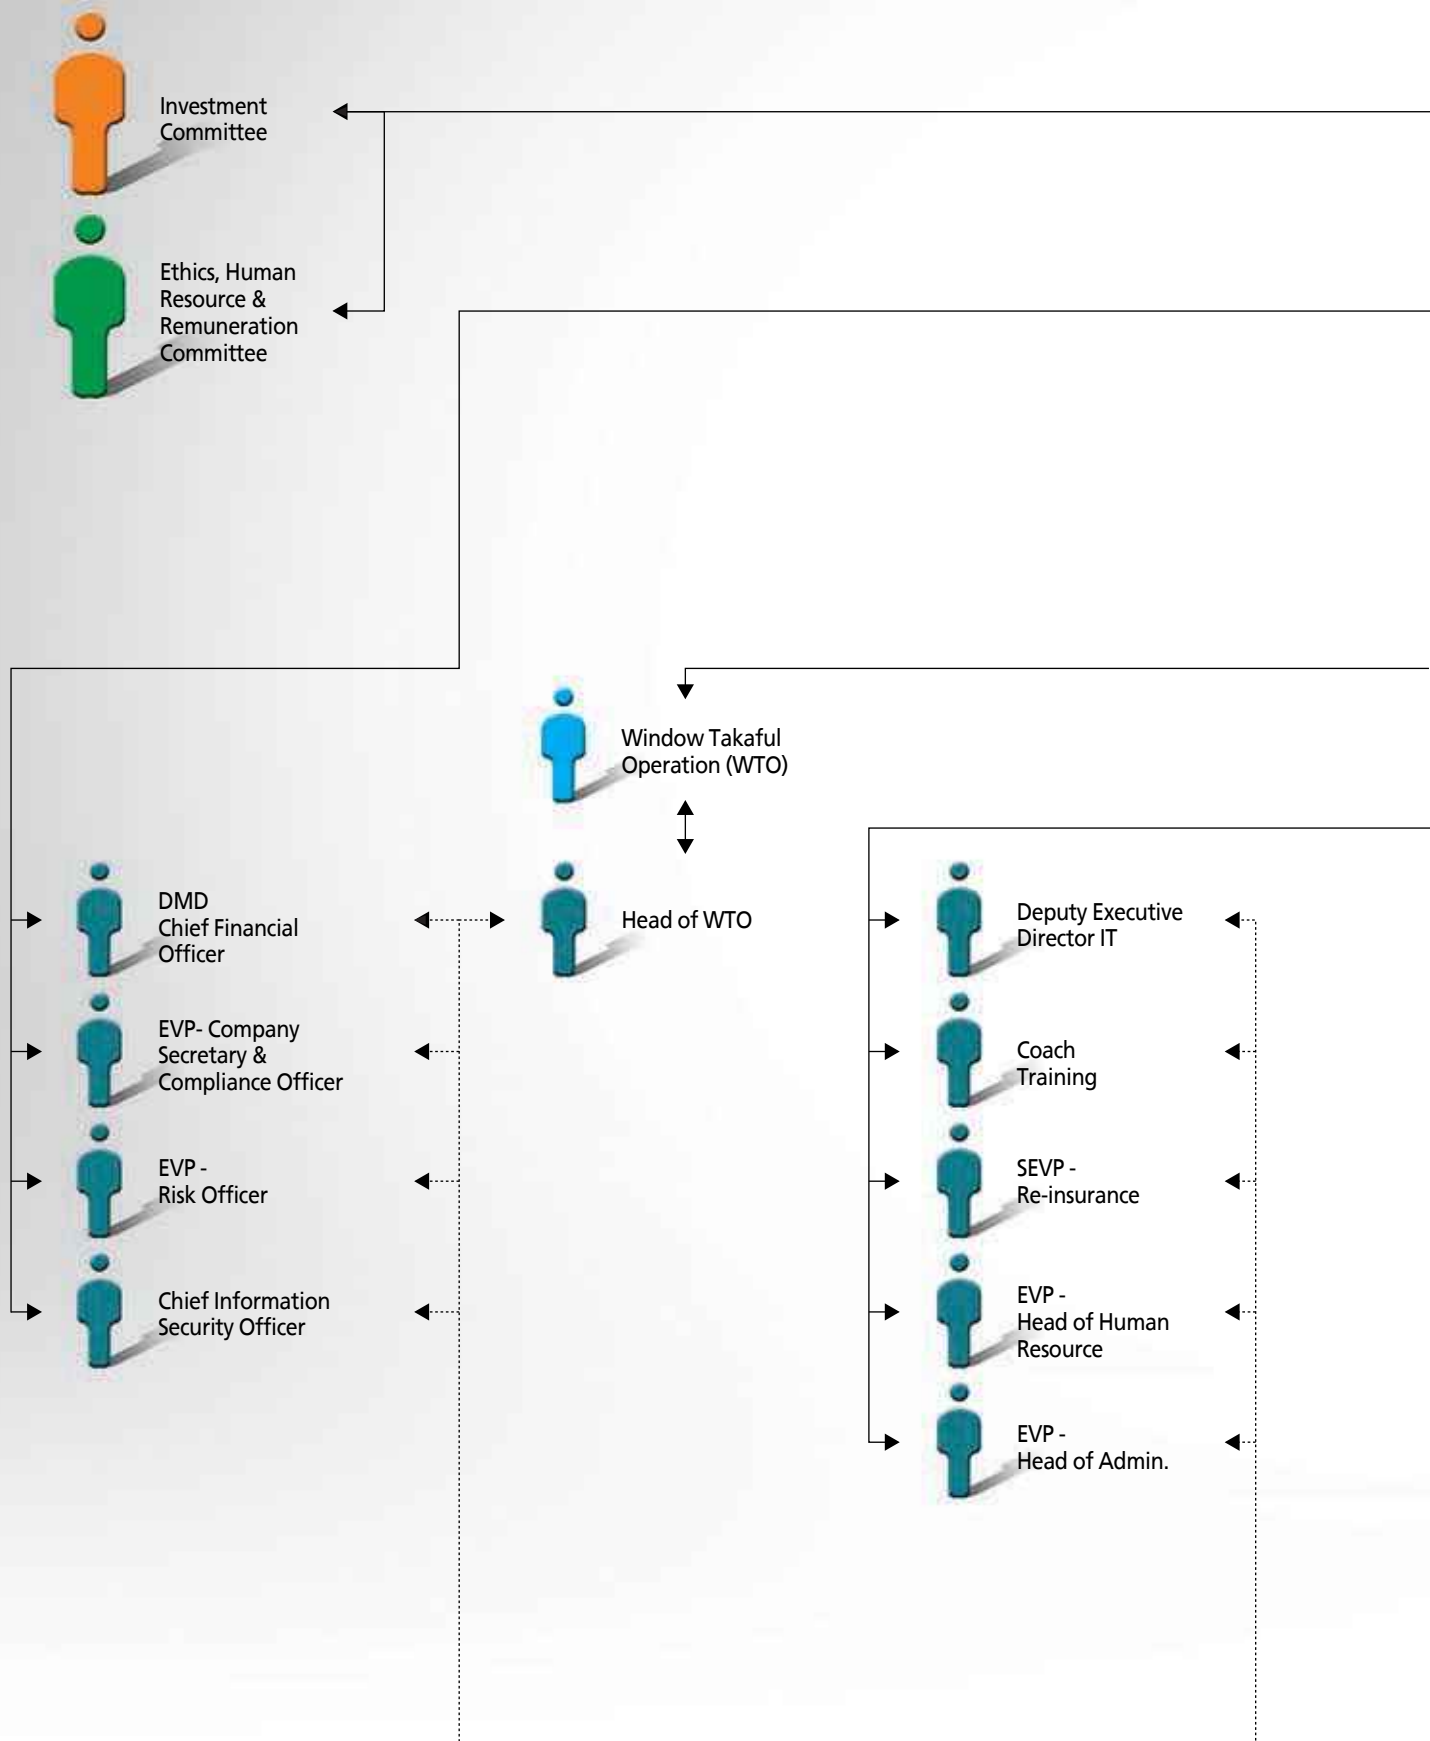 Investment
Committee
Ethics, Human
Resource &
Remuneration
Committee
Window Takaful
Operation (WTO)
DMD
Chief Financial
Officer
Head of WTO
Deputy Executive
Director IT
EVP- Company
Secretary &
Compliance Officer
Coach
Training
EVP -
Risk Officer
SEVP -
Re-insurance
Chief Information
Security Officer
EVP -
Head of Human
Resource
EVP -
Head of Admin.